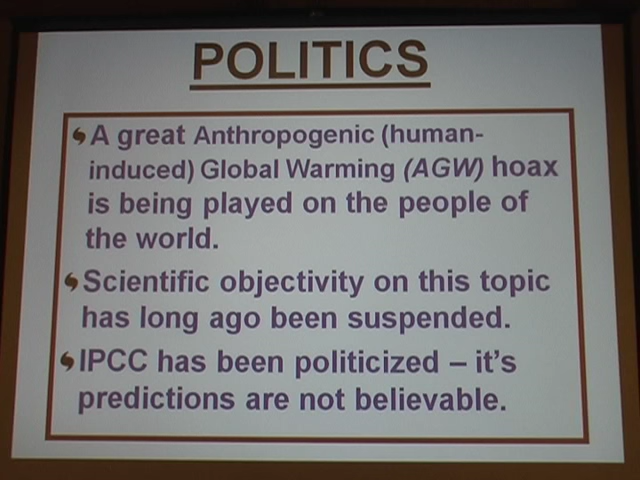 POLITICS
A great Anthropogenic (human-
induced) Global Warming (AGW) hoax
is being played on the people of
the world.
Scientific objectivity on this topic
has long ago been suspended.
IPCC has been politicized – it's
predictions are not believable.